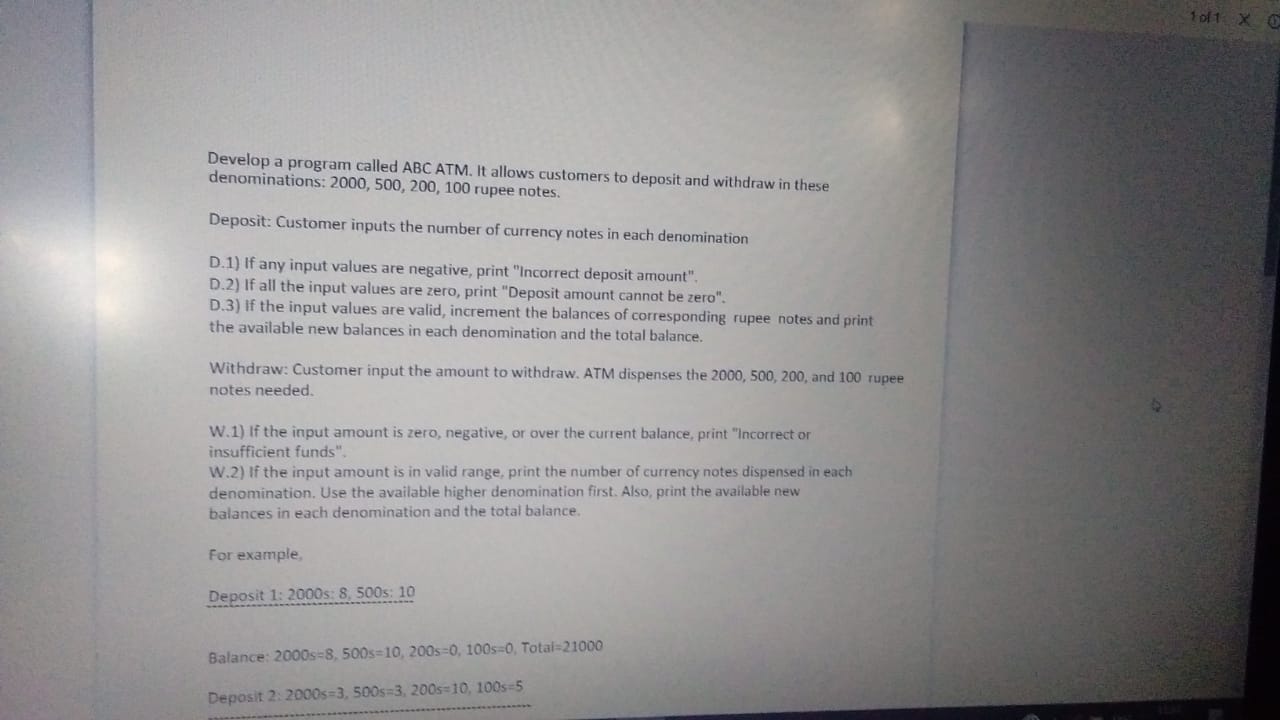 1 of 1 X
Develop a program called ABC ATM. It allows customers to deposit and withdraw in these
denominations: 2000, 500, 200, 100 rupee notes.
Deposit: Customer inputs the number of currency notes in each denomination
D.1) If any input values are negative, print "Incorrect deposit amount".
D.2) If all the input values are zero, print "Deposit amount cannot be zero".
D.3) If the input values are valid, increment the balances of corresponding rupee notes and print
the available new balances in each denomination and the total balance.
Withdraw: Customer input the amount to withdraw. ATM dispenses the 2000, 500, 200, and 100 rupee
notes needed.
W.1) If the input amount is zero, negative, or over the current balance, print "Incorrect or
insufficient funds".
W.2) If the input amount is in valid range, print the number of currency notes dispensed in each
denomination. Use the available higher denomination first. Also, print the available new
balances in each denomination and the total balance.
For example,
Deposit 1: 2000s: 8, 500s: 10
Balance: 2000s=8, 500s=10, 200s=0, 100s=0, Total=21000
Deposit 2: 2000s=3, 500s=3, 200s=10, 100s=5